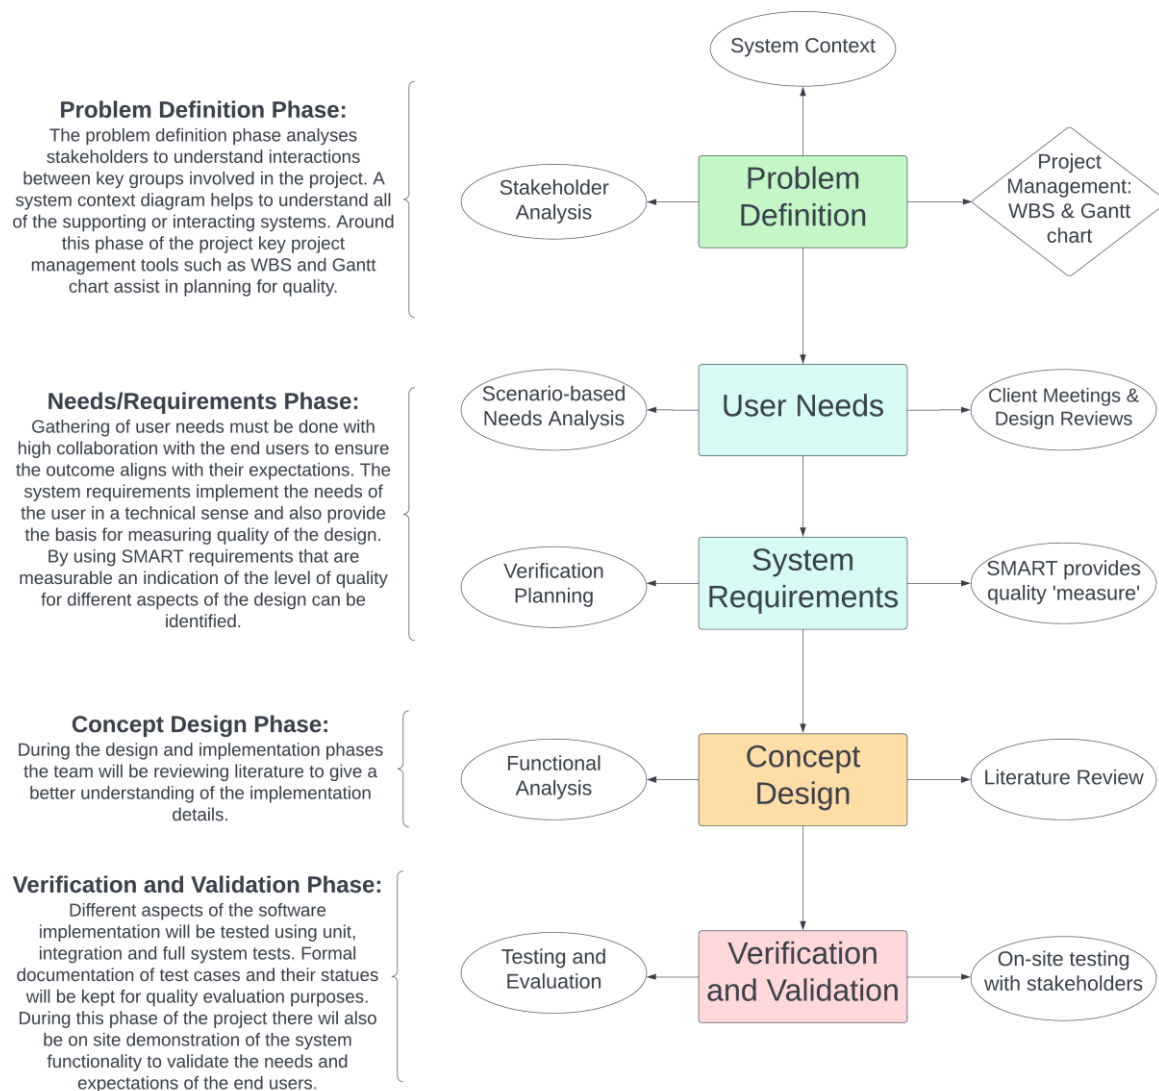 System Context
Problem Definition Phase:
The problem definition phase analyses
stakeholders to understand interactions
between key groups involved in the project. A
system context diagram helps to understand all
of the supporting or interacting systems. Around
this phase of the project key project
management tools such as WBS and Gantt
chart assist in planning for quality.
Stakeholder
Analysis
Problem
Definition
Project
Management:
WBS & Gantt
chart
Needs/Requirements Phase:
Gathering of user needs must be done with
high collaboration with the end users to ensure
the outcome aligns with their expectations. The
system requirements implement the needs of
the user in a technical sense and also provide
the basis for measuring quality of the design.
By using SMART requirements that are
measurable an indication of the level of quality
for different aspects of the design can be
identified.
Scenario-based
Needs Analysis
User Needs
Client Meetings &
Design Reviews
Verification
Planning
System
Requirements
SMART provides
quality 'measure'
Concept Design Phase:
During the design and implementation phases
the team will be reviewing literature to give a
better understanding of the implementation
details.
Functional
Analysis
Concept
Design
Literature Review
Verification and Validation Phase:
Different aspects of the software
implementation will be tested using unit,
integration and full system tests. Formal
documentation of test cases and their statues
will be kept for quality evaluation purposes.
During this phase of the project there wil also
be on site demonstration of the system
functionality to validate the needs and
expectations of the end users.
Testing and
Evaluation
Verification
and Validation
On-site testing
with stakeholders